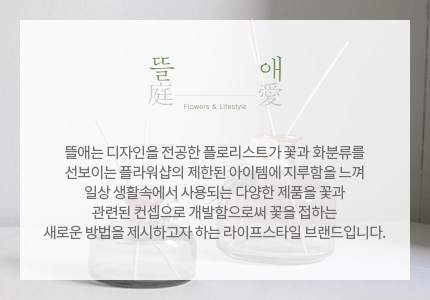 뜰 애
庭 愛
Flowers & Lifestyle
뜰애는 디자인을 전공한 플로리스트가 꽃과 화분류를
선보이는 플라워샵의 제한된 아이템에 지루함을 느껴
일상 생활속에서 사용되는 다양한 제품을 꽃과
관련된 컨셉으로 개발함으로써 꽃을 접하는
새로운 방법을 제시하고자 하는 라이프스타일 브랜드입니다.